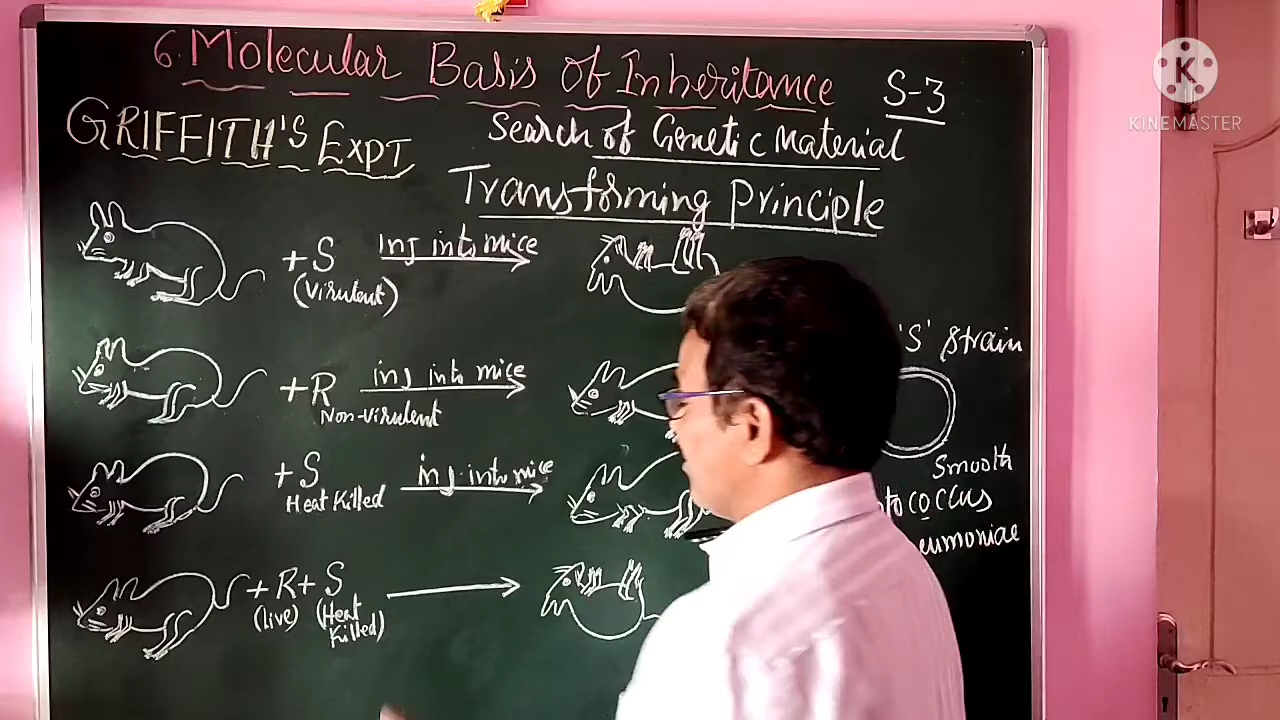 6. Molecular Basis of Inheritance
S-3
KINEMASTER
GRIFFITH'S EXPT
Search of Genetic Material
Transforming Principle
+ S inj into mice
(Virulent)
'S' strain
+ R inj into mice
Non-virulent
+ S inj. into mice
Heat Killed
Smooth
+ R + S
(live) (Heat Killed)